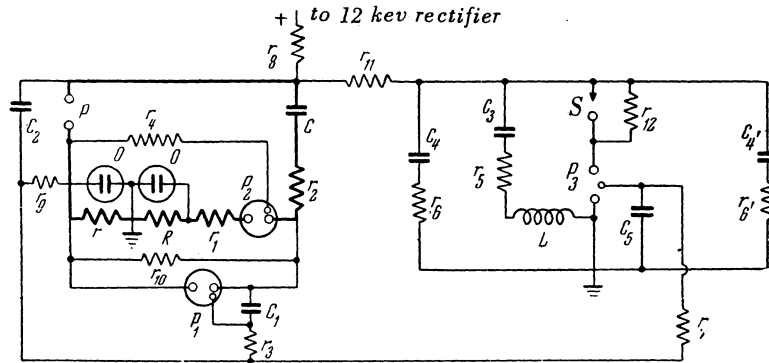 + to 12 kev rectifier
r8
r11
C2
P
r4
C
C3
S
r12
C4
C4'
O O
P2
r2
r5
P3
r9
r6
r6'
r R r1
L
C5
r10
P1
C1
r3